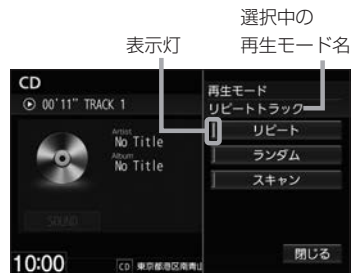 選択中の
表示灯 再生モード名
CD
再生モード
00'11" TRACK 1
リピートトラック
Artist
No Title
リピート
Album
No Title
ランダム
スキャン
SOUND
閉じる
10:00
CD 東京都港区南青山